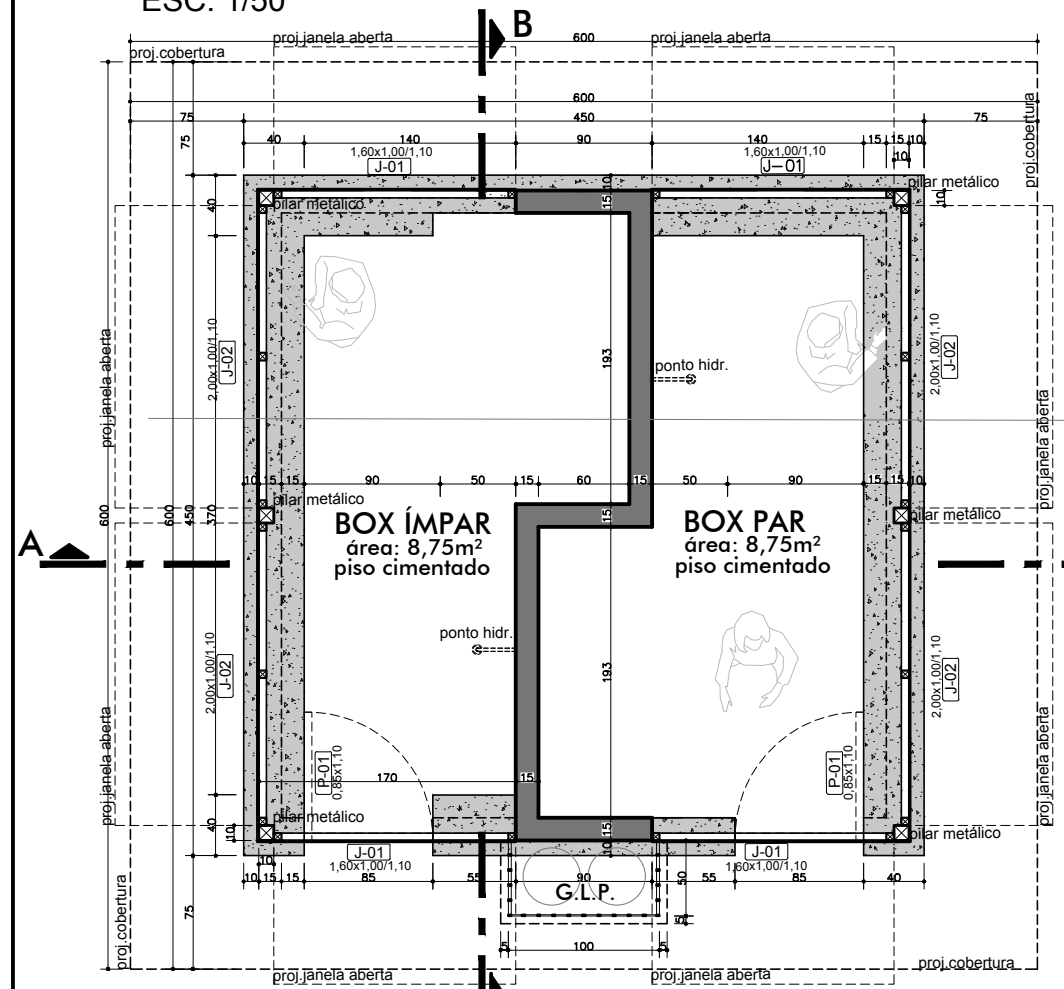 ESC. 1/50
B
proj.janela aberta
600
proj.janela aberta
proj.cobertura
600
75
450
75
75
40
140
90
140
15
15
10
1,60x1,00/1,10
J-01
1,60x1,00/1,10
J-01
10
proj.cobertura
10
15
pilar metálico
pilar metálico
10
40
2,00x1,00/1,10
J-02
193
ponto hidr.
2,00x1,00/1,10
J-02
proj.janela aberta
proj.janela aberta
10
15
15
90
50
15
60
15
50
90
15
15
10
pilar metálico
pilar metálico
600
600
450
370
15
BOX ÍMPAR
área: 8,75m²
piso cimentado
BOX PAR
área: 8,75m²
piso cimentado
A
ponto hidr.
193
2,00x1,00/1,10
J-02
2,00x1,00/1,10
J-02
proj.janela aberta
proj.janela aberta
P-01
0,85x1,10
170
15
P-01
0,85x1,10
pilar metálico
pilar metálico
40
10
15
10
J-01
1,60x1,00/1,10
J-01
1,60x1,00/1,10
10
10
15
15
85
55
90
55
85
40
G.L.P.
50
5
75
5
100
5
proj.cobertura
proj.cobertura
proj.janela aberta
proj.janela aberta